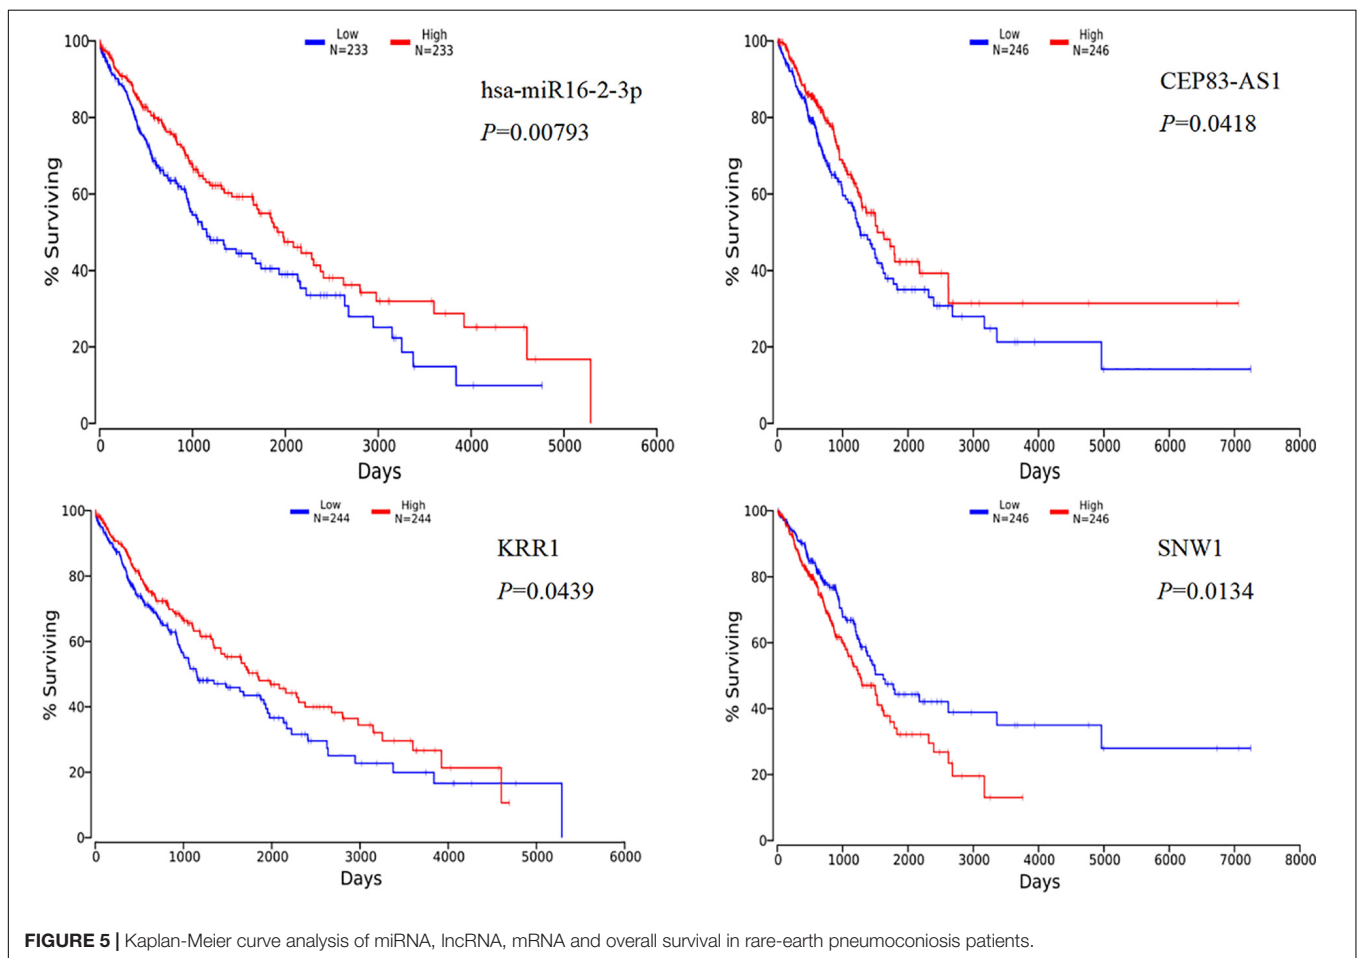 Low
N=233
High
N=233
hsa-miR16-2-3p
P=0.00793
100
80
60
40
20
0
% Surviving
0 1000 2000 3000 4000 5000 6000
Days
Low
N=246
High
N=246
CEP83-AS1
P=0.0418
100
80
60
40
20
0
% Surviving
0 1000 2000 3000 4000 5000 6000 7000 8000
Days
Low
N=244
High
N=244
KRR1
P=0.0439
100
80
60
40
20
0
% Surviving
0 1000 2000 3000 4000 5000 6000
Days
Low
N=246
High
N=246
SNW1
P=0.0134
100
80
60
40
20
0
% Surviving
0 1000 2000 3000 4000 5000 6000 7000 8000
Days
FIGURE 5 | Kaplan-Meier curve analysis of miRNA, lncRNA, mRNA and overall survival in rare-earth pneumoconiosis patients.